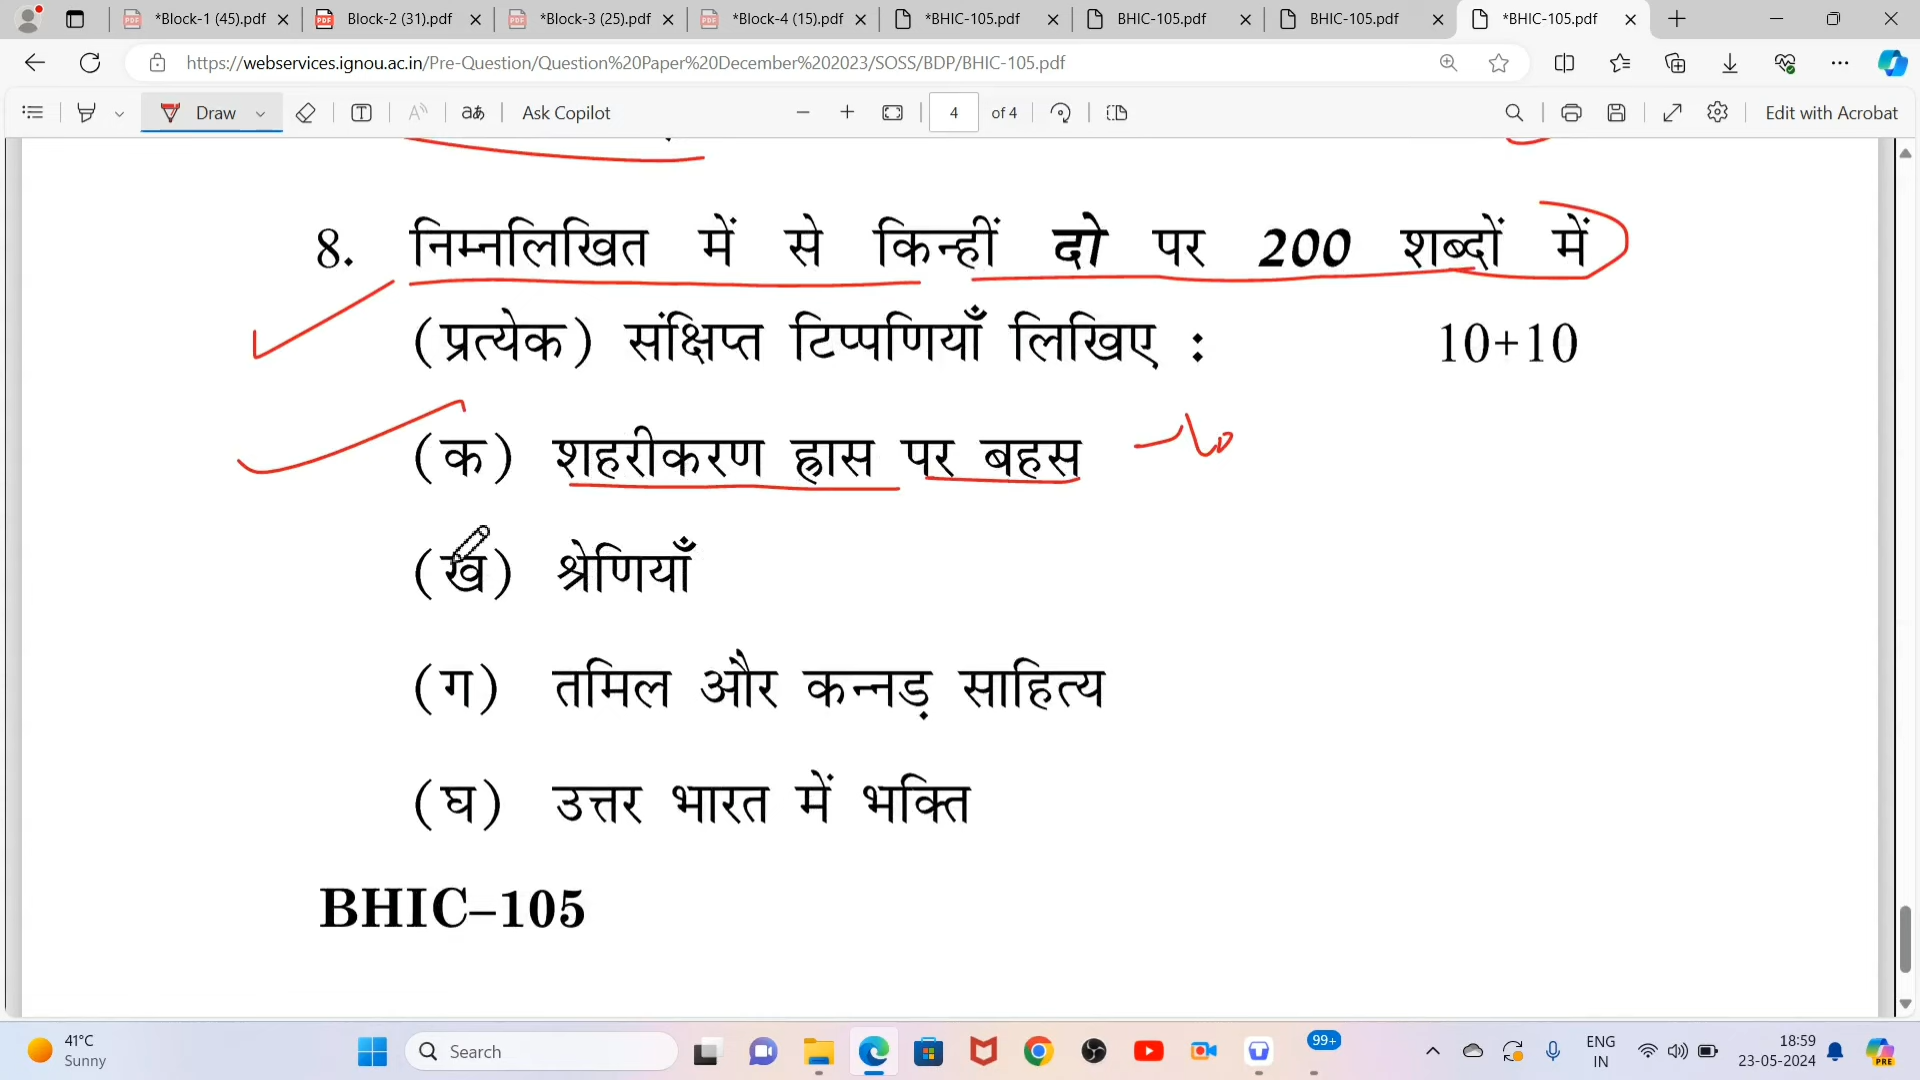 *Block-1 (45).pdf
Block-2 (31).pdf
*Block-3 (25).pdf
*Block-4 (15).pdf
*BHIC-105.pdf
BHIC-105.pdf
BHIC-105.pdf
*BHIC-105.pdf
https://webservices.ignou.ac.in/Pre-Question/Question%20Paper%20December%202023/SOSS/BDP/BHIC-105.pdf
Draw
aあ
Ask Copilot
4 of 4
Edit with Acrobat
8. निम्नलिखित में से किन्हीं दो पर 200 शब्दों में
(प्रत्येक) संक्षिप्त टिप्पणियाँ लिखिए : 10+10
(क) शहरीकरण ह्रास पर बहस
(ख) श्रेणियाँ
(ग) तमिल और कन्नड़ साहित्य
(घ) उत्तर भारत में भक्ति
BHIC–105
41°C
Sunny
Search
99+
ENG
IN
18:59
23-05-2024
PRE